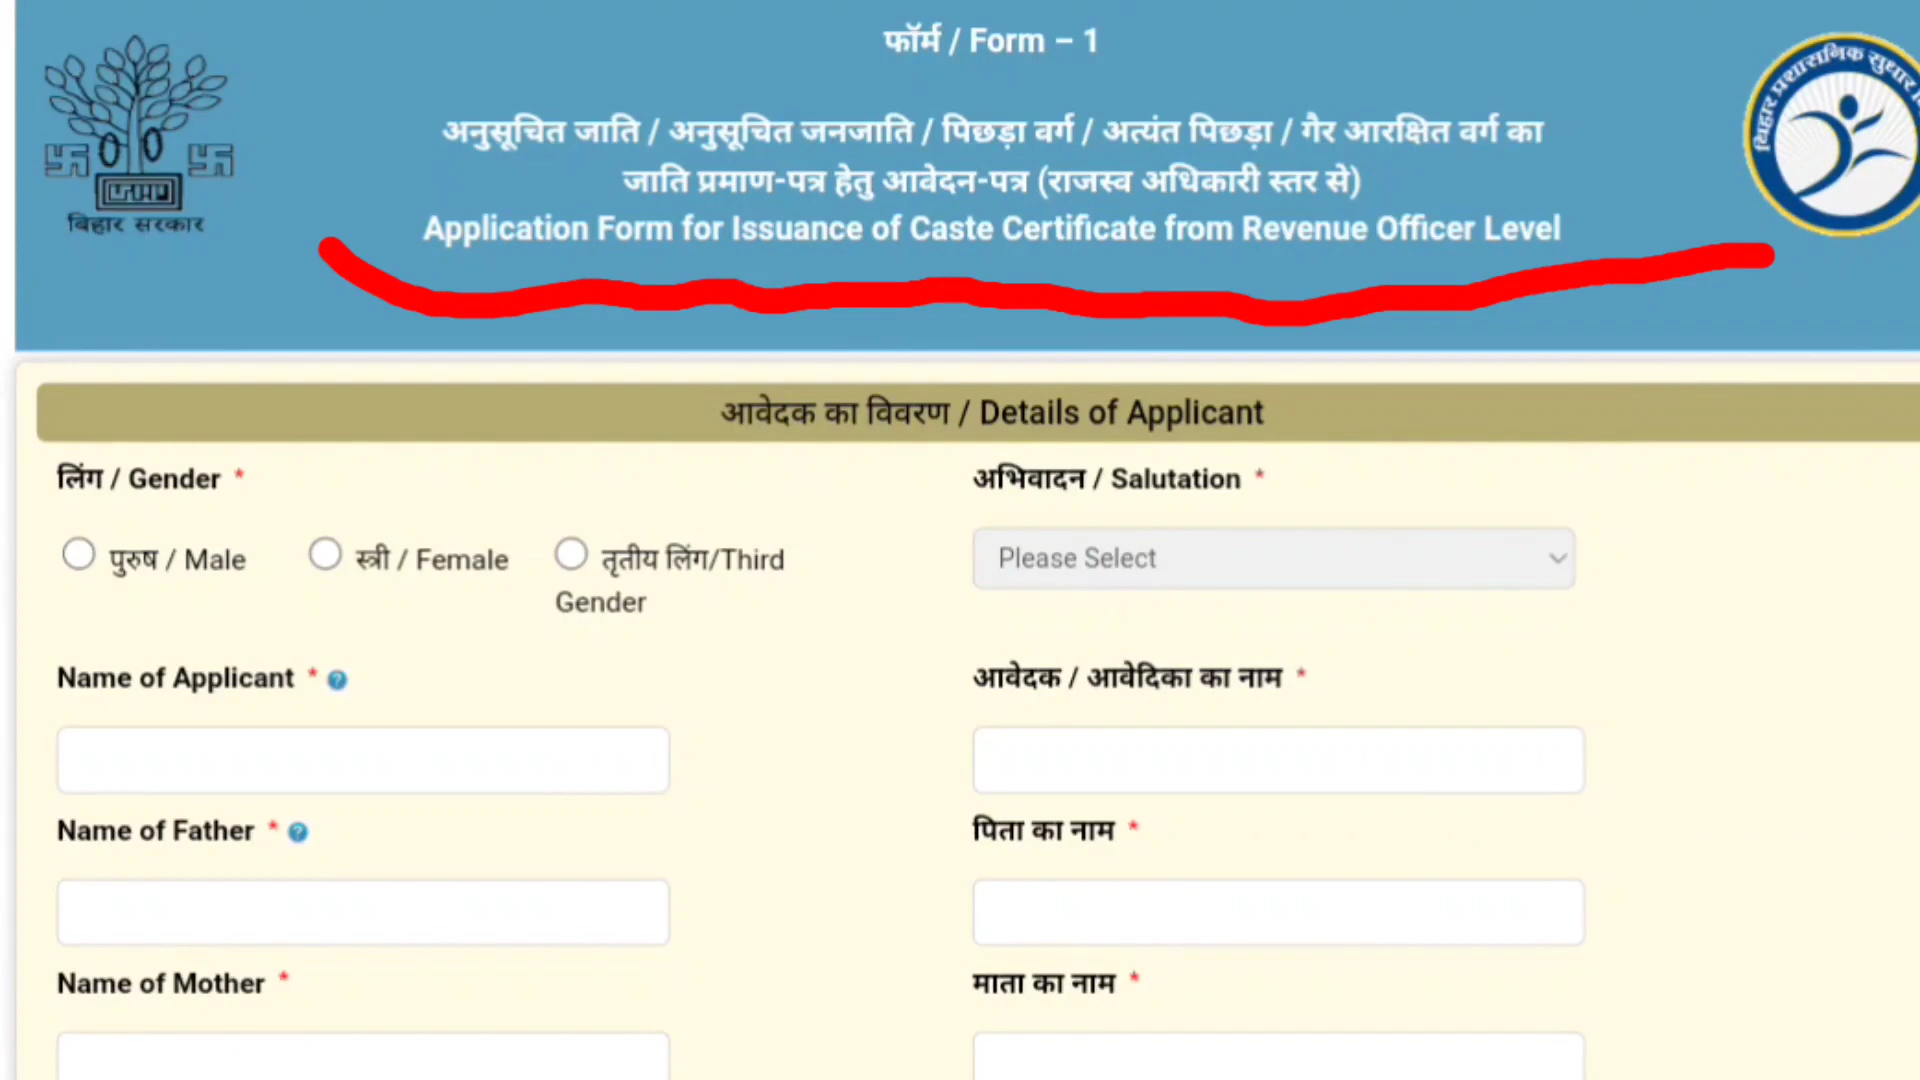 फॉर्म / Form – 1
अनुसूचित जाति / अनुसूचित जनजाति / पिछड़ा वर्ग / अत्यंत पिछड़ा / गैर आरक्षित वर्ग का
जाति प्रमाण-पत्र हेतु आवेदन-पत्र (राजस्व अधिकारी स्तर से)
Application Form for Issuance of Caste Certificate from Revenue Officer Level
बिहार सरकार
बिहार प्रशासनिक सुधार
आवेदक का विवरण / Details of Applicant
लिंग / Gender *
अभिवादन / Salutation *
पुरुष / Male
स्त्री / Female
तृतीय लिंग/Third
Gender
Please Select
Name of Applicant * ?
आवेदक / आवेदिका का नाम *
Name of Father * ?
पिता का नाम *
Name of Mother *
माता का नाम *